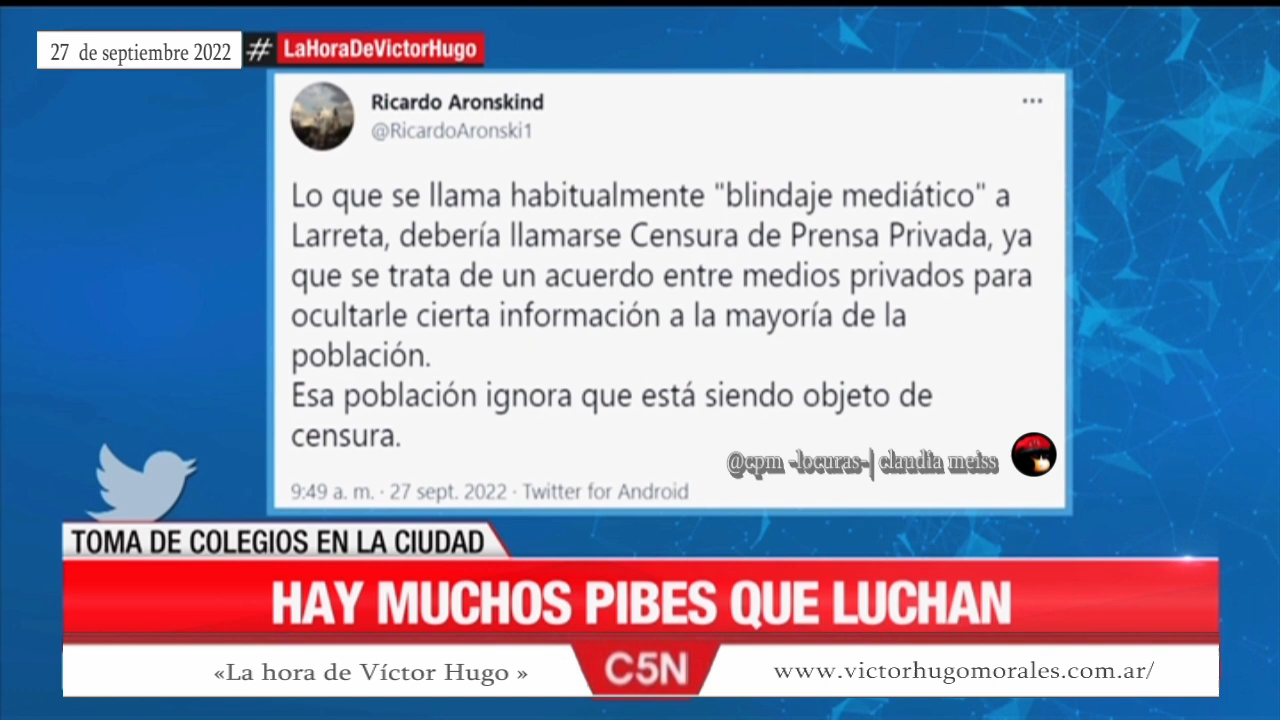 27 de septiembre 2022
# LaHoraDeVictorHugo
Ricardo Aronskind
@RicardoAronski1
Lo que se llama habitualmente "blindaje mediático" a
Larreta, debería llamarse Censura de Prensa Privada, ya
que se trata de un acuerdo entre medios privados para
ocultarle cierta información a la mayoría de la
población.
Esa población ignora que está siendo objeto de
censura.
@cpm -locuras-| claudia meiss
9:49 a. m. · 27 sept. 2022 · Twitter for Android
TOMA DE COLEGIOS EN LA CIUDAD
HAY MUCHOS PIBES QUE LUCHAN
«La hora de Víctor Hugo »
C5N
www.victorhugomorales.com.ar/